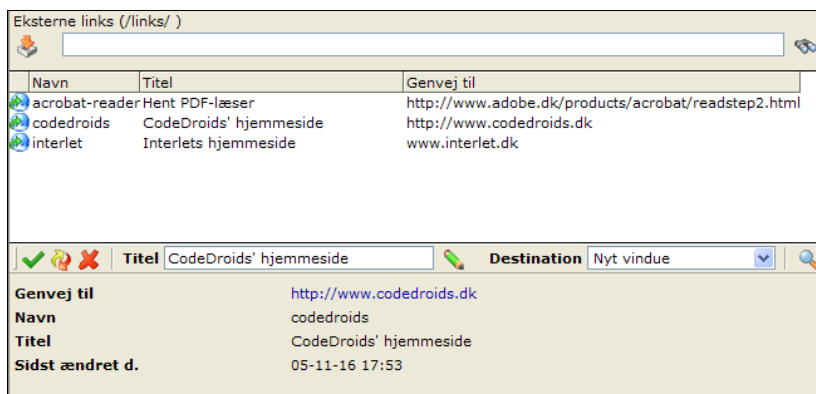 Eksterne links (/links/ )
Navn Titel Genvej til
acrobat-reader Hent PDF-læser http://www.adobe.dk/products/acrobat/readstep2.html
codedroids CodeDroids' hjemmeside http://www.codedroids.dk
interlet Interlets hjemmeside www.interlet.dk
Titel CodeDroids' hjemmeside Destination Nyt vindue
Genvej til http://www.codedroids.dk
Navn codedroids
Titel CodeDroids' hjemmeside
Sidst ændret d. 05-11-16 17:53